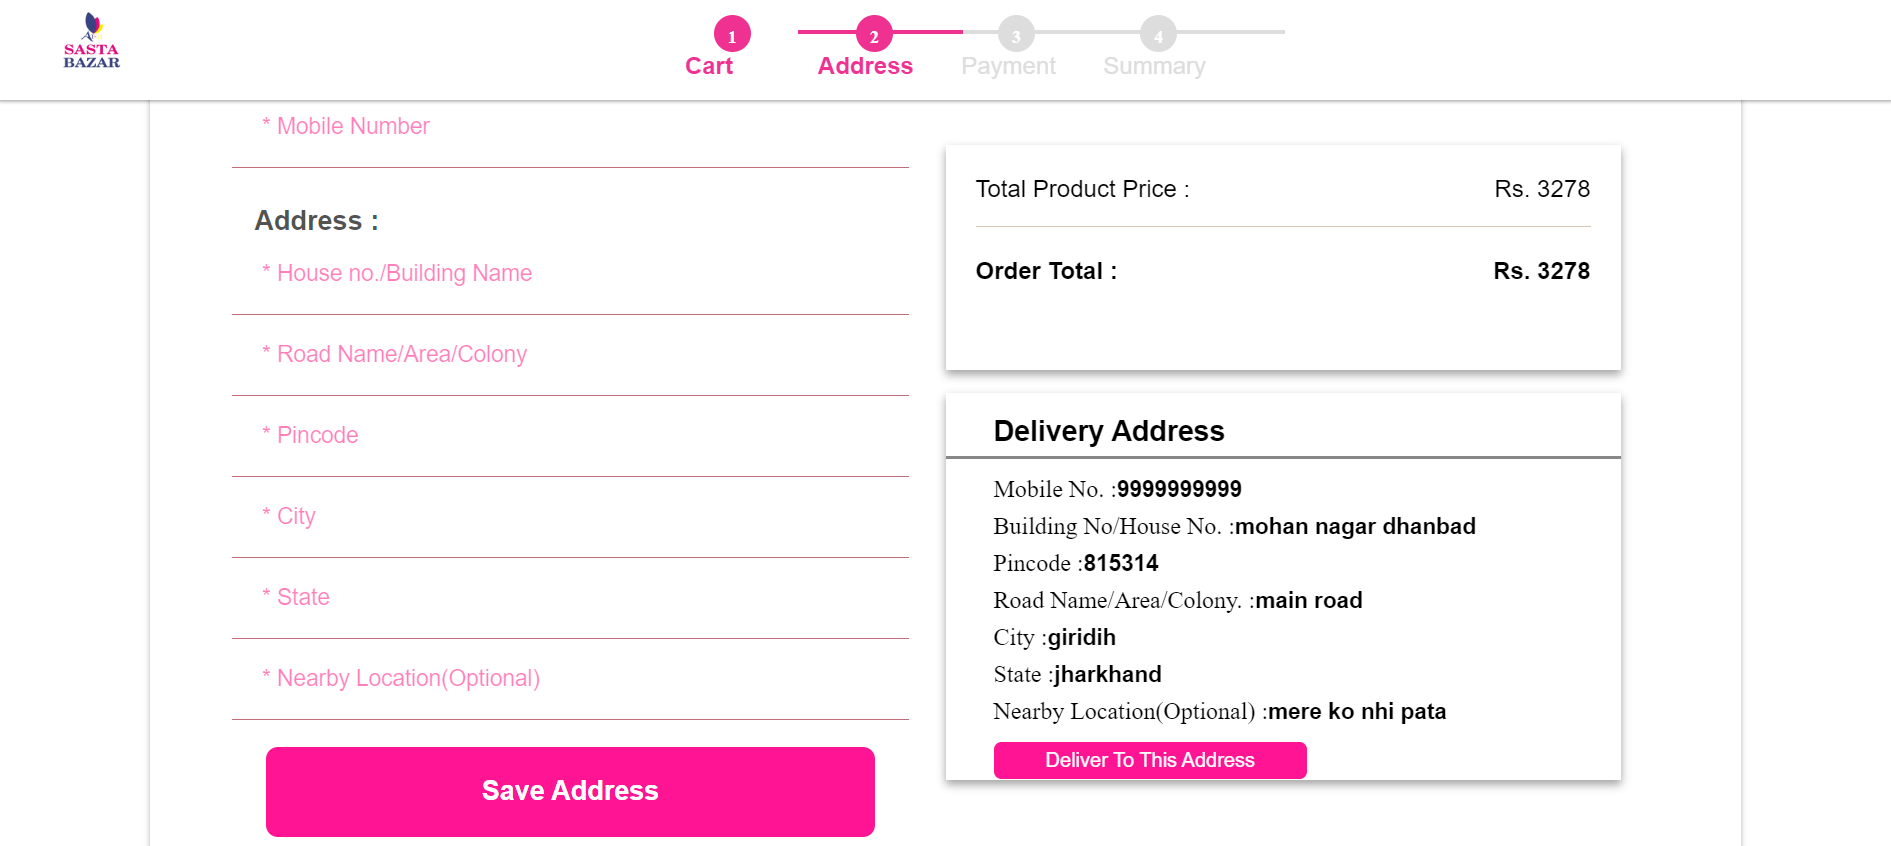 SASTA
BAZAR
1 2 3 4
Cart Address Payment Summary
* Mobile Number
Address :
* House no./Building Name
* Road Name/Area/Colony
* Pincode
* City
* State
* Nearby Location(Optional)
Save Address
Total Product Price : Rs. 3278
Order Total : Rs. 3278
Delivery Address
Mobile No. :9999999999
Building No/House No. :mohan nagar dhanbad
Pincode :815314
Road Name/Area/Colony. :main road
City :giridih
State :jharkhand
Nearby Location(Optional) :mere ko nhi pata
Deliver To This Address